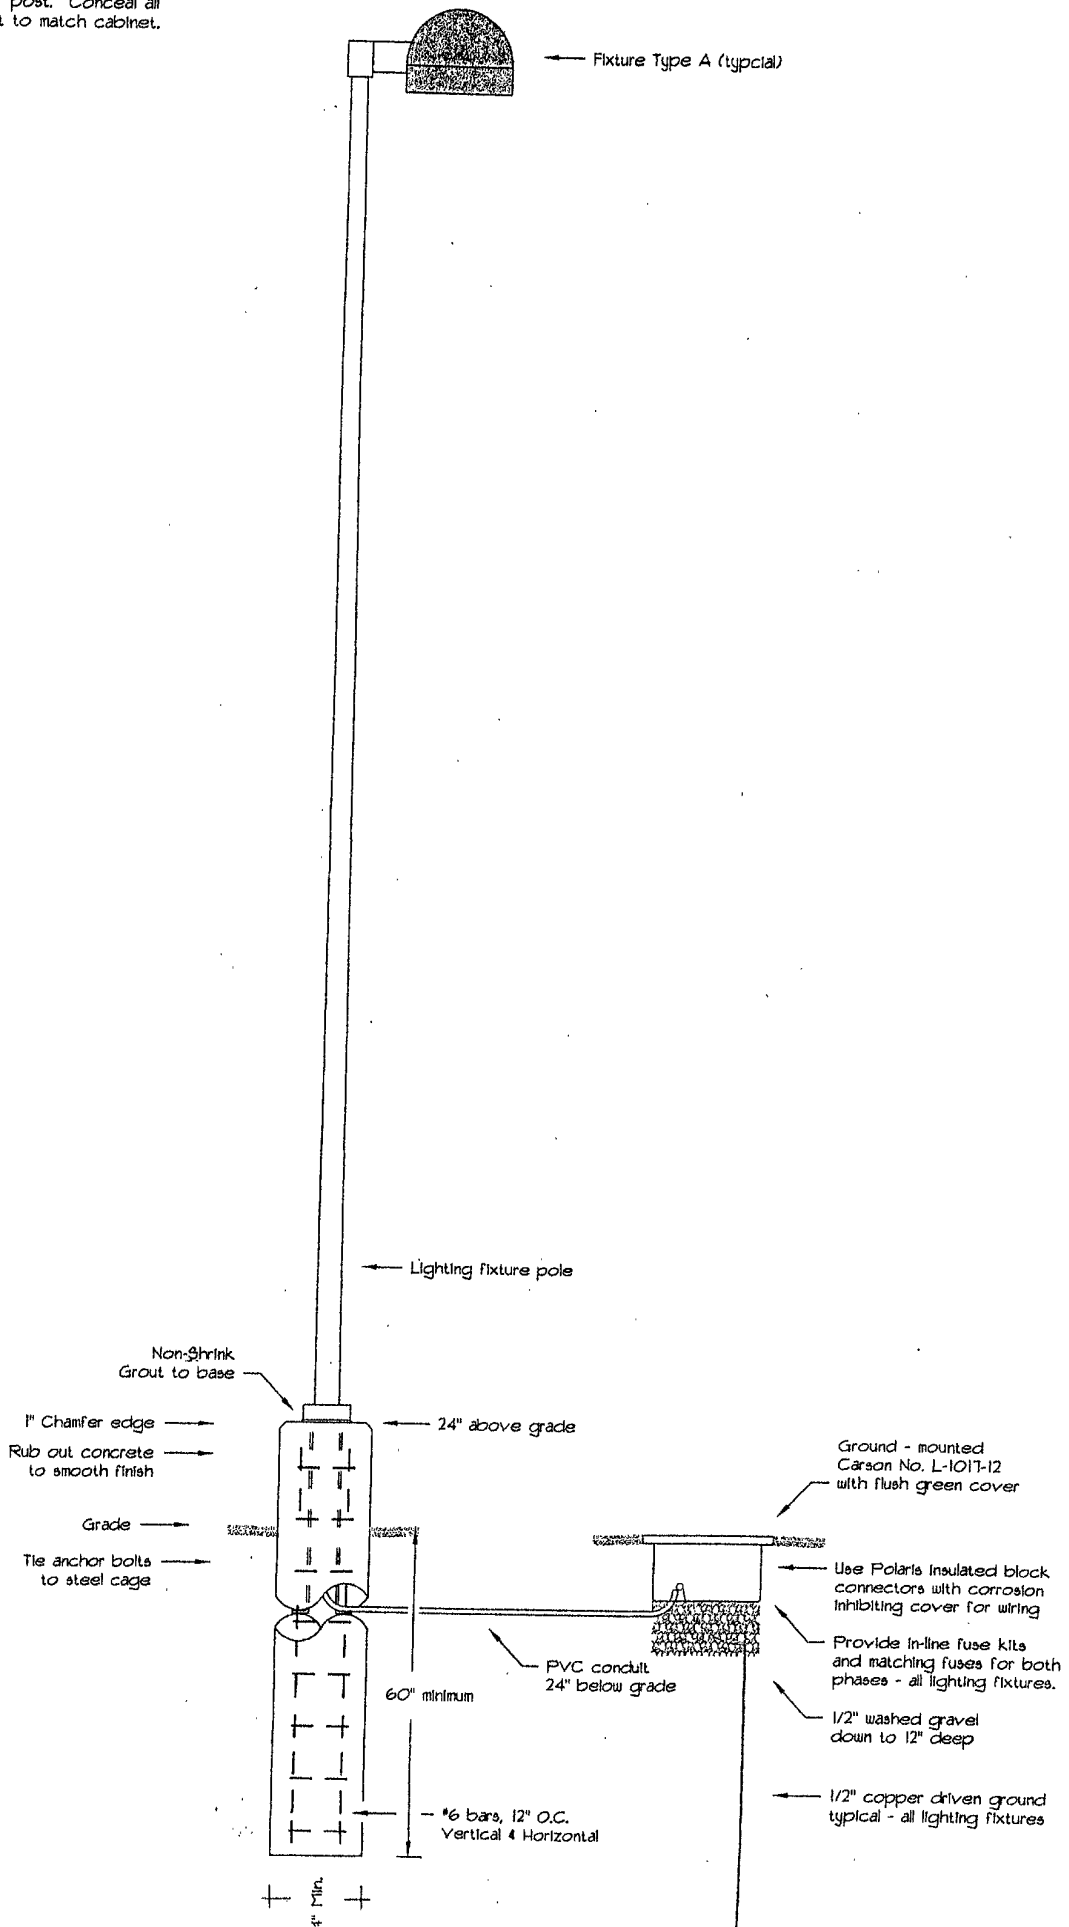 post. Conceal all
to match cabinet.
Fixture Type A (typcial)
Lighting fixture pole
Non-Shrink
Grout to base
1" Chamfer edge
24" above grade
Rub out concrete
to smooth finish
Grade
Tie anchor bolts
to steel cage
Ground - mounted
Carson No. L-1017-12
with flush green cover
Use Polaris insulated block
connectors with corrosion
inhibiting cover for wiring
Provide in-line fuse kits
and matching fuses for both
phases - all lighting fixtures.
PVC conduit
24" below grade
60" minimum
1/2" washed gravel
down to 12" deep
1/2" copper driven ground
typical - all lighting fixtures
#6 bars, 12" O.C.
Vertical & Horizontal
4" Min.